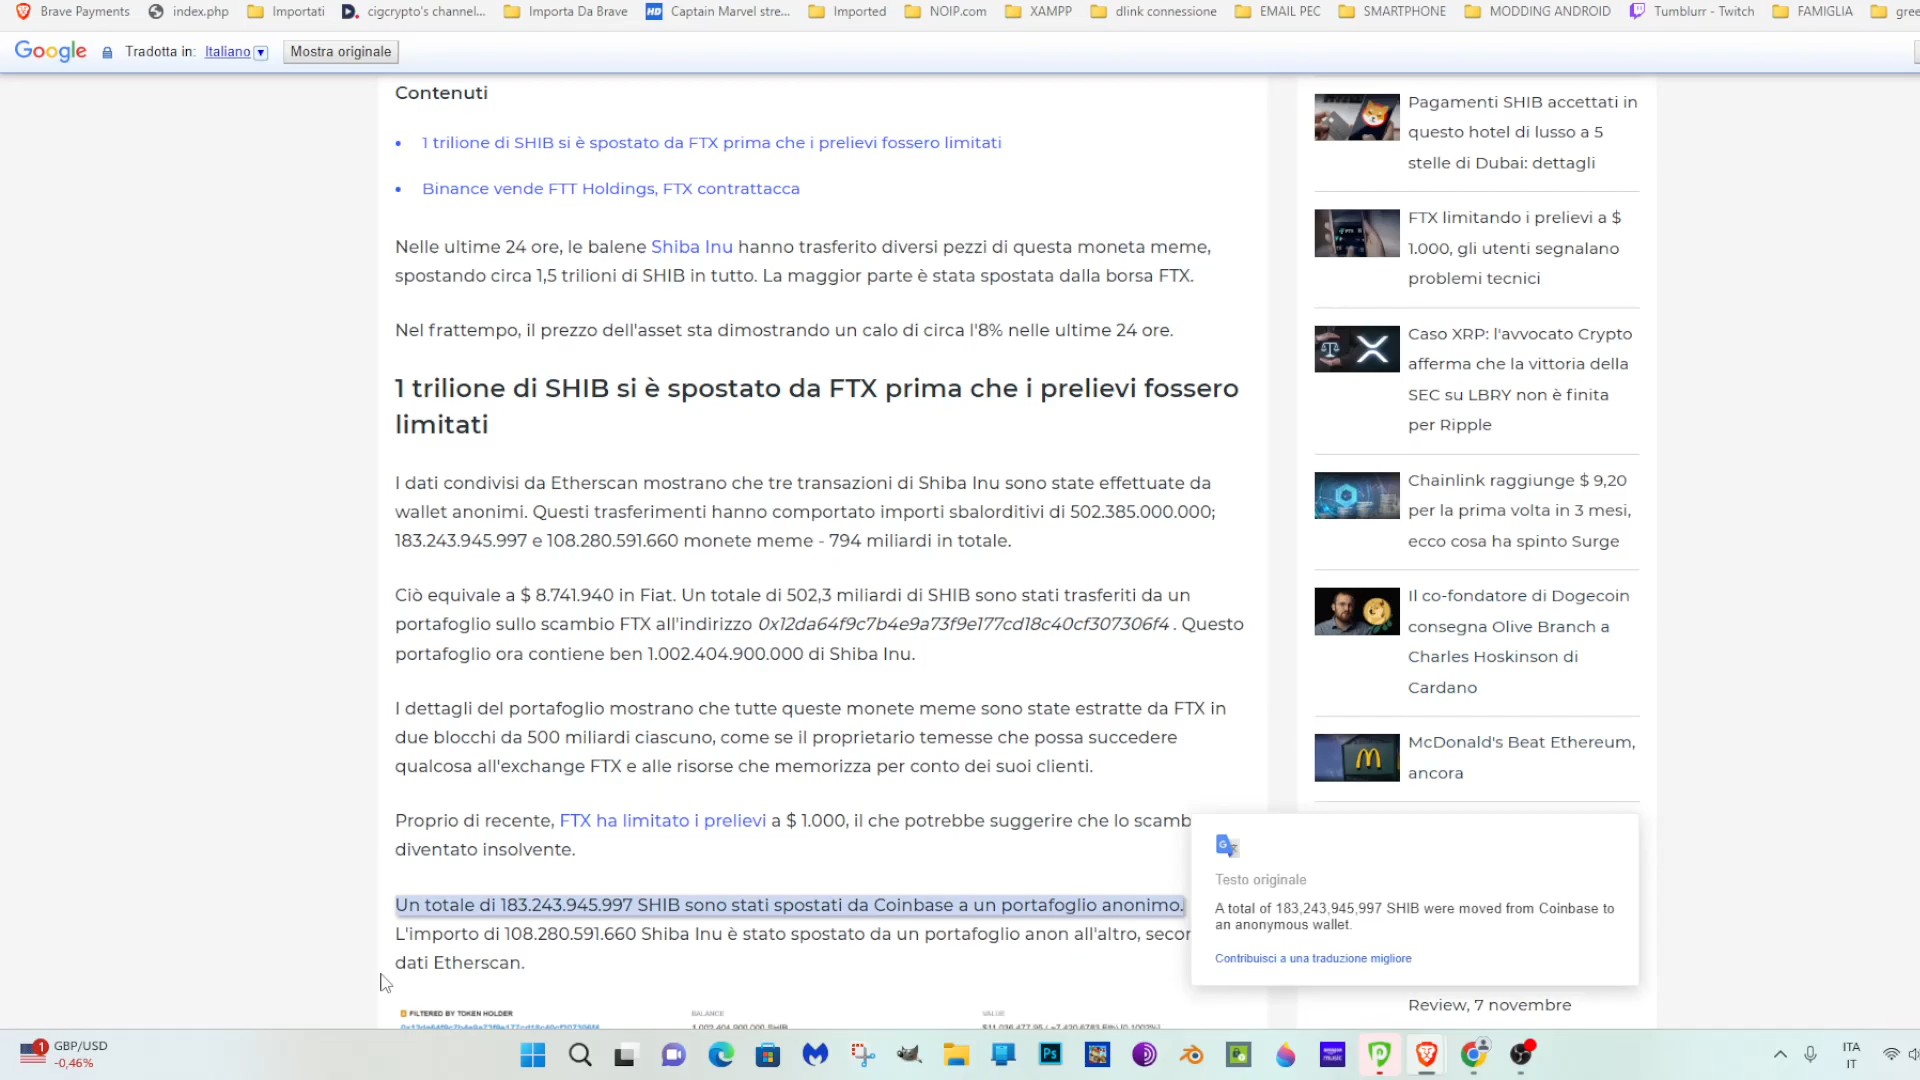 Brave Payments index.php Importati cigcrypto's channel... Importa Da Brave Captain Marvel stre... Imported NOIP.com XAMPP dlink connessione EMAIL PEC SMARTPHONE MODDING ANDROID Tumblurr - Twitch FAMIGLIA gree
Google Tradotta in: Italiano Mostra originale
Contenuti
1 trilione di SHIB si è spostato da FTX prima che i prelievi fossero limitati
Binance vende FTT Holdings, FTX contrattacca
Nelle ultime 24 ore, le balene Shiba Inu hanno trasferito diversi pezzi di questa moneta meme,
spostando circa 1,5 trilioni di SHIB in tutto. La maggior parte è stata spostata dalla borsa FTX.
Nel frattempo, il prezzo dell'asset sta dimostrando un calo di circa l'8% nelle ultime 24 ore.
1 trilione di SHIB si è spostato da FTX prima che i prelievi fossero
limitati
I dati condivisi da Etherscan mostrano che tre transazioni di Shiba Inu sono state effettuate da
wallet anonimi. Questi trasferimenti hanno comportato importi sbalorditivi di 502.385.000.000;
183.243.945.997 e 108.280.591.660 monete meme - 794 miliardi in totale.
Ciò equivale a $ 8.741.940 in Fiat. Un totale di 502,3 miliardi di SHIB sono stati trasferiti da un
portafoglio sullo scambio FTX all'indirizzo 0x12da64f9c7b4e9a73f9e177cd18c40cf307306f4 . Questo
portafoglio ora contiene ben 1.002.404.900.000 di Shiba Inu.
I dettagli del portafoglio mostrano che tutte queste monete meme sono state estratte da FTX in
due blocchi da 500 miliardi ciascuno, come se il proprietario temesse che possa succedere
qualcosa all'exchange FTX e alle risorse che memorizza per conto dei suoi clienti.
Proprio di recente, FTX ha limitato i prelievi a $ 1.000, il che potrebbe suggerire che lo scamb
diventato insolvente.
Un totale di 183.243.945.997 SHIB sono stati spostati da Coinbase a un portafoglio anonimo.
L'importo di 108.280.591.660 Shiba Inu è stato spostato da un portafoglio anon all'altro, secor
dati Etherscan.
FILTERED BY TOKEN HOLDER BALANCE VALUE
0x12da64f9c7b4e9a73f9e177cd18c40cf307306f4 1,002,404,900,000 SHIB
Pagamenti SHIB accettati in
questo hotel di lusso a 5
stelle di Dubai: dettagli
FTX limitando i prelievi a $
1.000, gli utenti segnalano
problemi tecnici
Caso XRP: l'avvocato Crypto
afferma che la vittoria della
SEC su LBRY non è finita
per Ripple
Chainlink raggiunge $ 9,20
per la prima volta in 3 mesi,
ecco cosa ha spinto Surge
Il co-fondatore di Dogecoin
consegna Olive Branch a
Charles Hoskinson di
Cardano
McDonald's Beat Ethereum,
ancora
Testo originale
A total of 183,243,945,997 SHIB were moved from Coinbase to
an anonymous wallet.
Contribuisci a una traduzione migliore
Review, 7 novembre
1 GBP/USD
-0,46%
ITA
IT